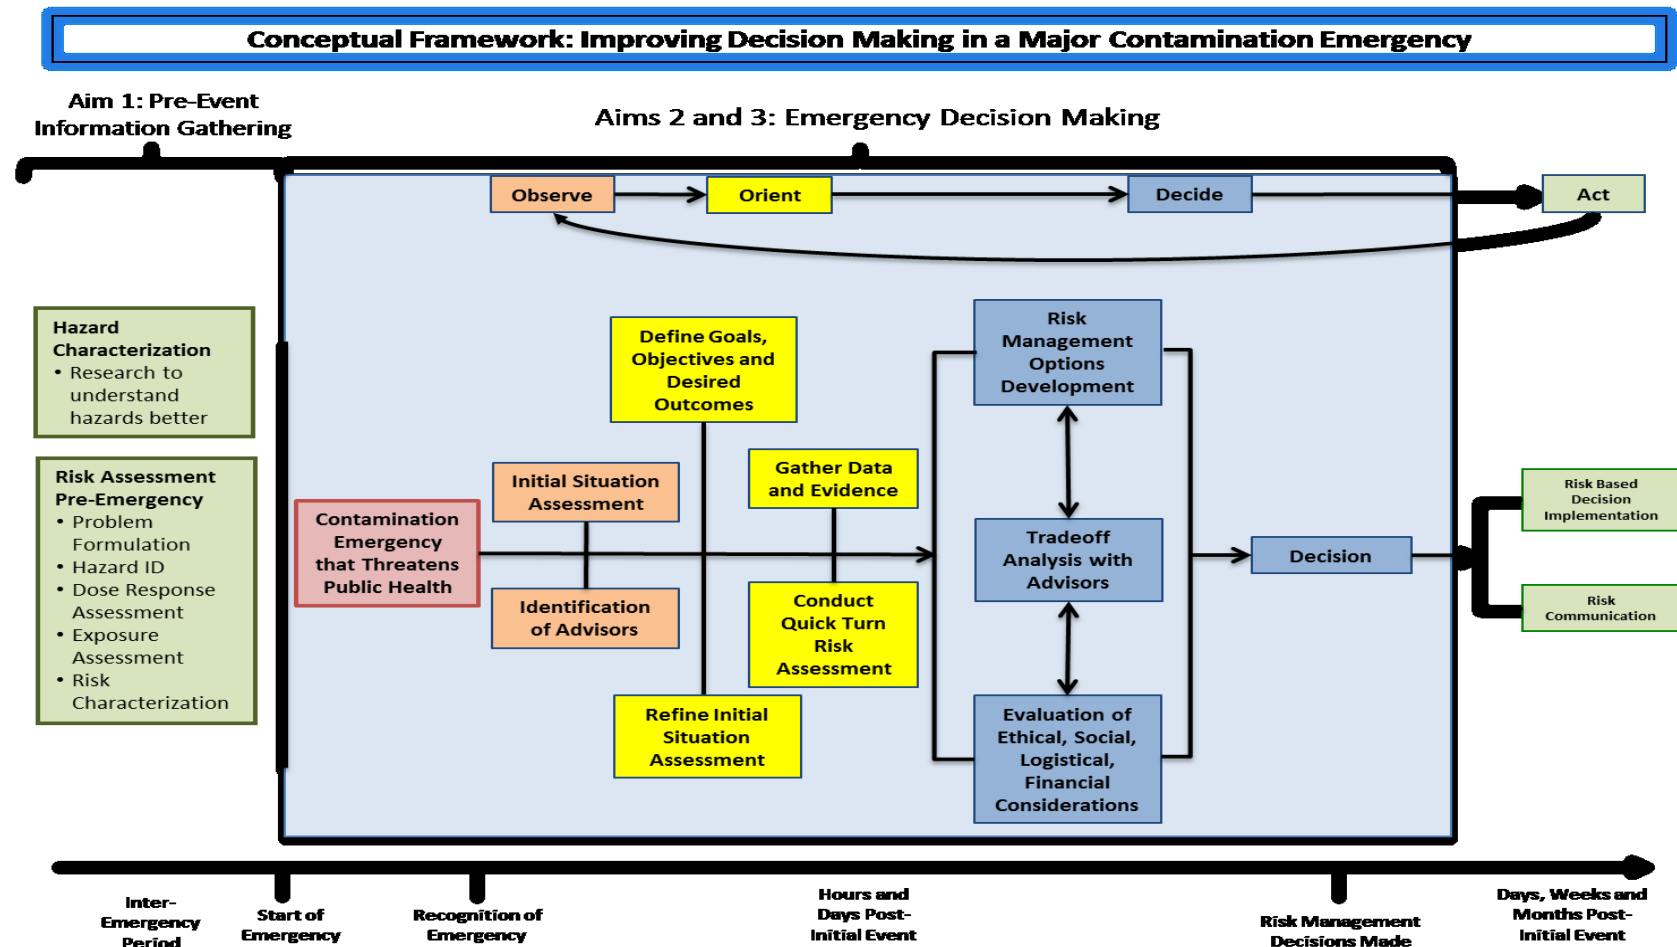 Conceptual Framework: Improving Decision Making in a Major Contamination Emergency
Aim 1: Pre-Event
Information Gathering
Aims 2 and 3: Emergency Decision Making
Observe
Orient
Decide
Act
Hazard
Characterization
• Research to
understand
hazards better
Risk Assessment
Pre-Emergency
• Problem
Formulation
• Hazard ID
• Dose Response
Assessment
• Exposure
Assessment
• Risk
Characterization
Contamination
Emergency
that Threatens
Public Health
Initial Situation
Assessment
Identification
of Advisors
Define Goals,
Objectives and
Desired
Outcomes
Refine Initial
Situation
Assessment
Gather Data
and Evidence
Conduct
Quick Turn
Risk
Assessment
Risk
Management
Options
Development
Tradeoff
Analysis with
Advisors
Evaluation of
Ethical, Social,
Logistical,
Financial
Considerations
Decision
Risk Based
Decision
Implementation
Risk
Communication
Inter-
Emergency
Period
Start of
Emergency
Recognition of
Emergency
Hours and
Days Post-
Initial Event
Risk Management
Decisions Made
Days, Weeks and
Months Post-
Initial Event